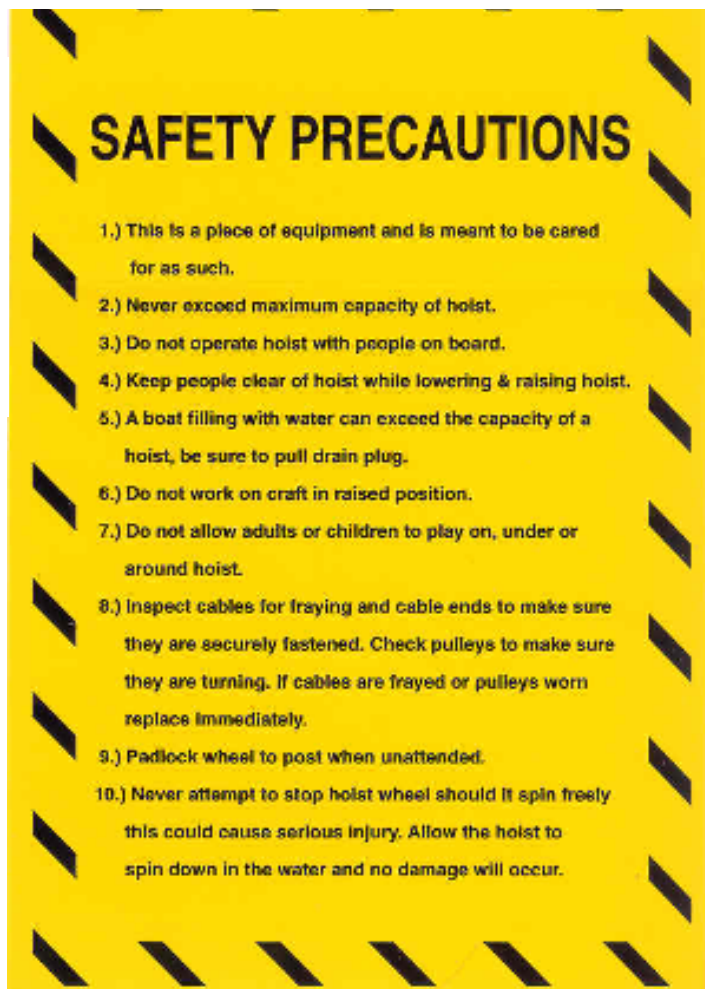 SAFETY PRECAUTIONS
1.) This is a piece of equipment and is meant to be cared
for as such.
2.) Never exceed maximum capacity of hoist.
3.) Do not operate hoist with people on board.
4.) Keep people clear of hoist while lowering & raising hoist.
5.) A boat filling with water can exceed the capacity of a
hoist, be sure to pull drain plug.
6.) Do not work on craft in raised position.
7.) Do not allow adults or children to play on, under or
around hoist.
8.) Inspect cables for fraying and cable ends to make sure
they are securely fastened. Check pulleys to make sure
they are turning. If cables are frayed or pulleys worn
replace immediately.
9.) Padlock wheel to post when unattended.
10.) Never attempt to stop hoist wheel should it spin freely
this could cause serious injury. Allow the hoist to
spin down in the water and no damage will occur.